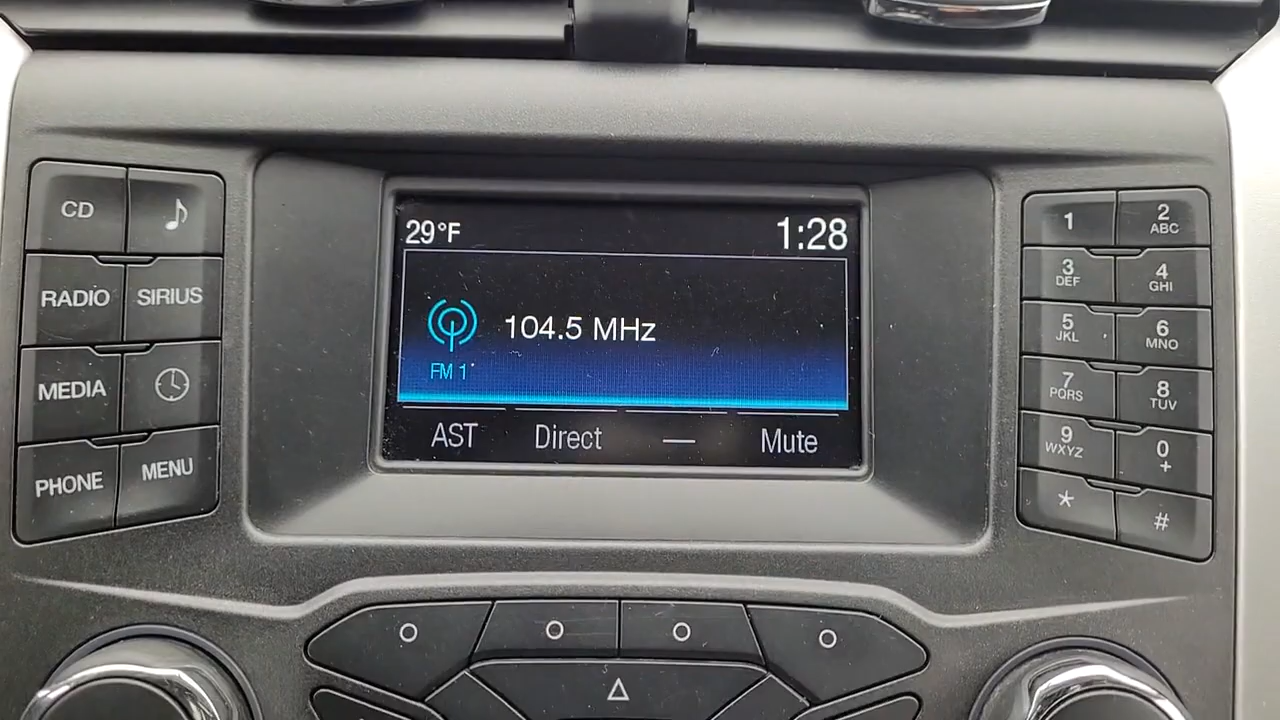 29°F 1:28
104.5 MHz
FM 1
AST Direct — Mute
CD
RADIO SIRIUS
MEDIA
PHONE MENU
1 2 ABC
3 DEF 4 GHI
5 JKL 6 MNO
7 PQRS 8 TUV
9 WXYZ 0 +
* #